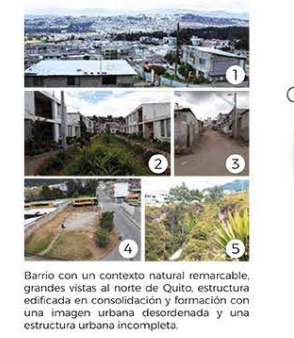 1
2
3
4
5
Barrio con un contexto natural remarcable,
grandes vistas al norte de Quito, estructura
edificada en consolidación y formación con
una imagen urbana desordenada y una
estructura urbana incompleta.